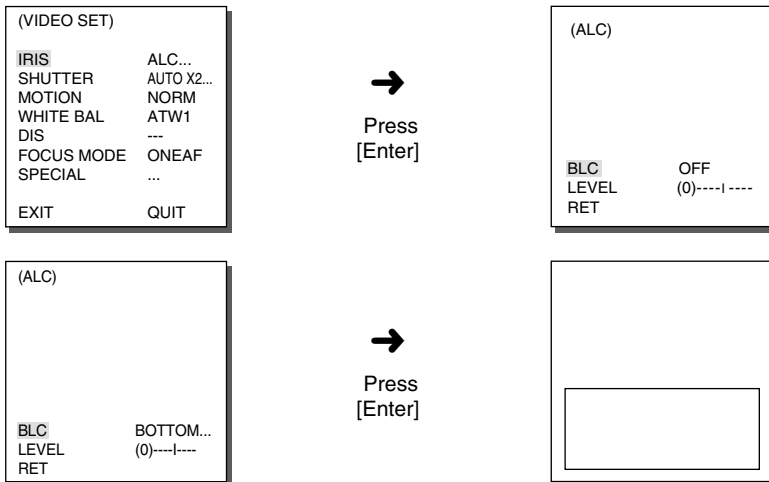 (VIDEO SET)
IRIS ALC...
SHUTTER AUTO X2...
MOTION NORM
WHITE BAL ATW1
DIS ---
FOCUS MODE ONEAF
SPECIAL ...
EXIT QUIT
Press
[Enter]
(ALC)
BLC OFF
LEVEL (0)----I----
RET
(ALC)
BLC BOTTOM...
LEVEL (0)----I----
RET
Press
[Enter]